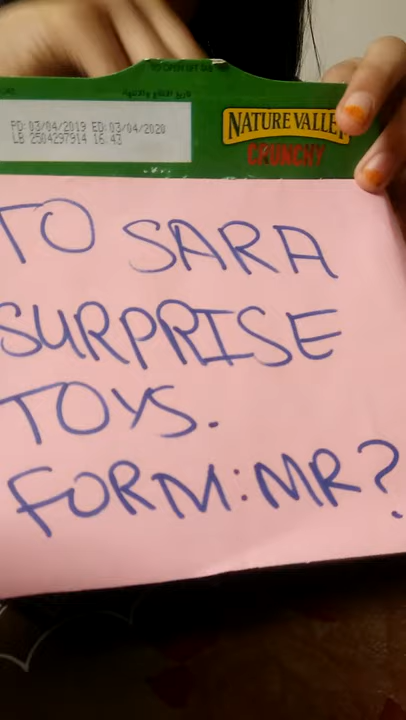 PD: 03/04/2019 ED: 03/04/2020
LB 2504297914 16:43
NATURE VALLEY
CRUNCHY
TO SARA
SURPRISE
TOYS.
FORM: MR?